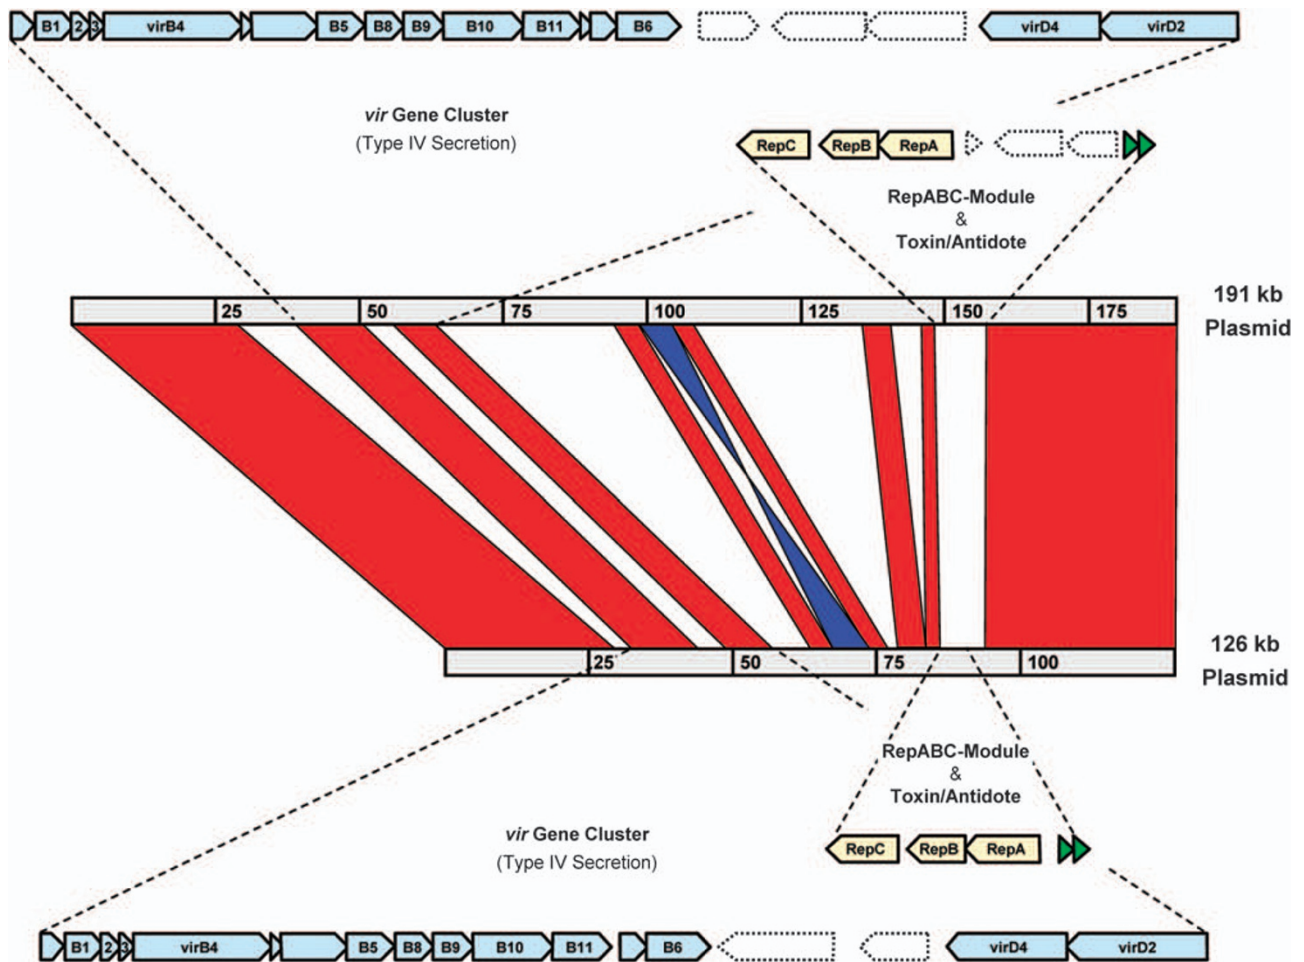 B1 2 3 virB4 B5 B8 B9 B10 B11 B6 virD4 virD2
vir Gene Cluster
(Type IV Secretion)
RepC RepB RepA
RepABC-Module
&
Toxin/Antidote
25 50 75 100 125 150 175
191 kb
Plasmid
25 50 75 100
126 kb
Plasmid
RepABC-Module
&
Toxin/Antidote
vir Gene Cluster
(Type IV Secretion)
RepC RepB RepA
B1 2 3 virB4 B5 B8 B9 B10 B11 B6 virD4 virD2